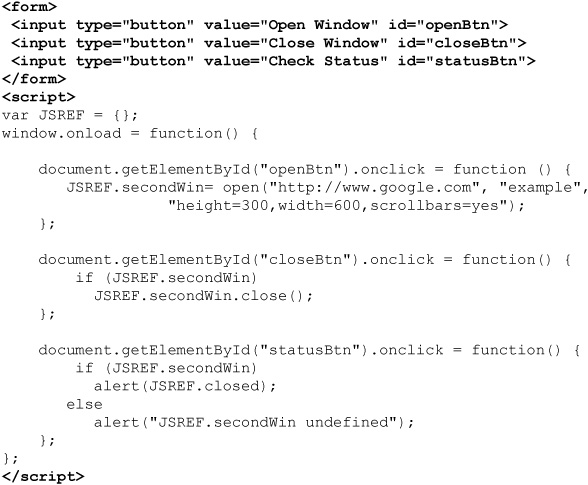 <form>
<input type="button" value="Open Window" id="openBtn">
<input type="button" value="Close Window" id="closeBtn">
<input type="button" value="Check Status" id="statusBtn">
</form>
<script>
var JSREF = {};
window.onload = function() {
document.getElementById("openBtn").onclick = function () {
JSREF.secondWin= open("http://www.google.com", "example",
"height=300,width=600,scrollbars=yes");
};
document.getElementById("closeBtn").onclick = function() {
if (JSREF.secondWin)
JSREF.secondWin.close();
};
document.getElementById("statusBtn").onclick = function() {
if (JSREF.secondWin)
alert(JSREF.closed);
else
alert("JSREF.secondWin undefined");
};
};
</script>